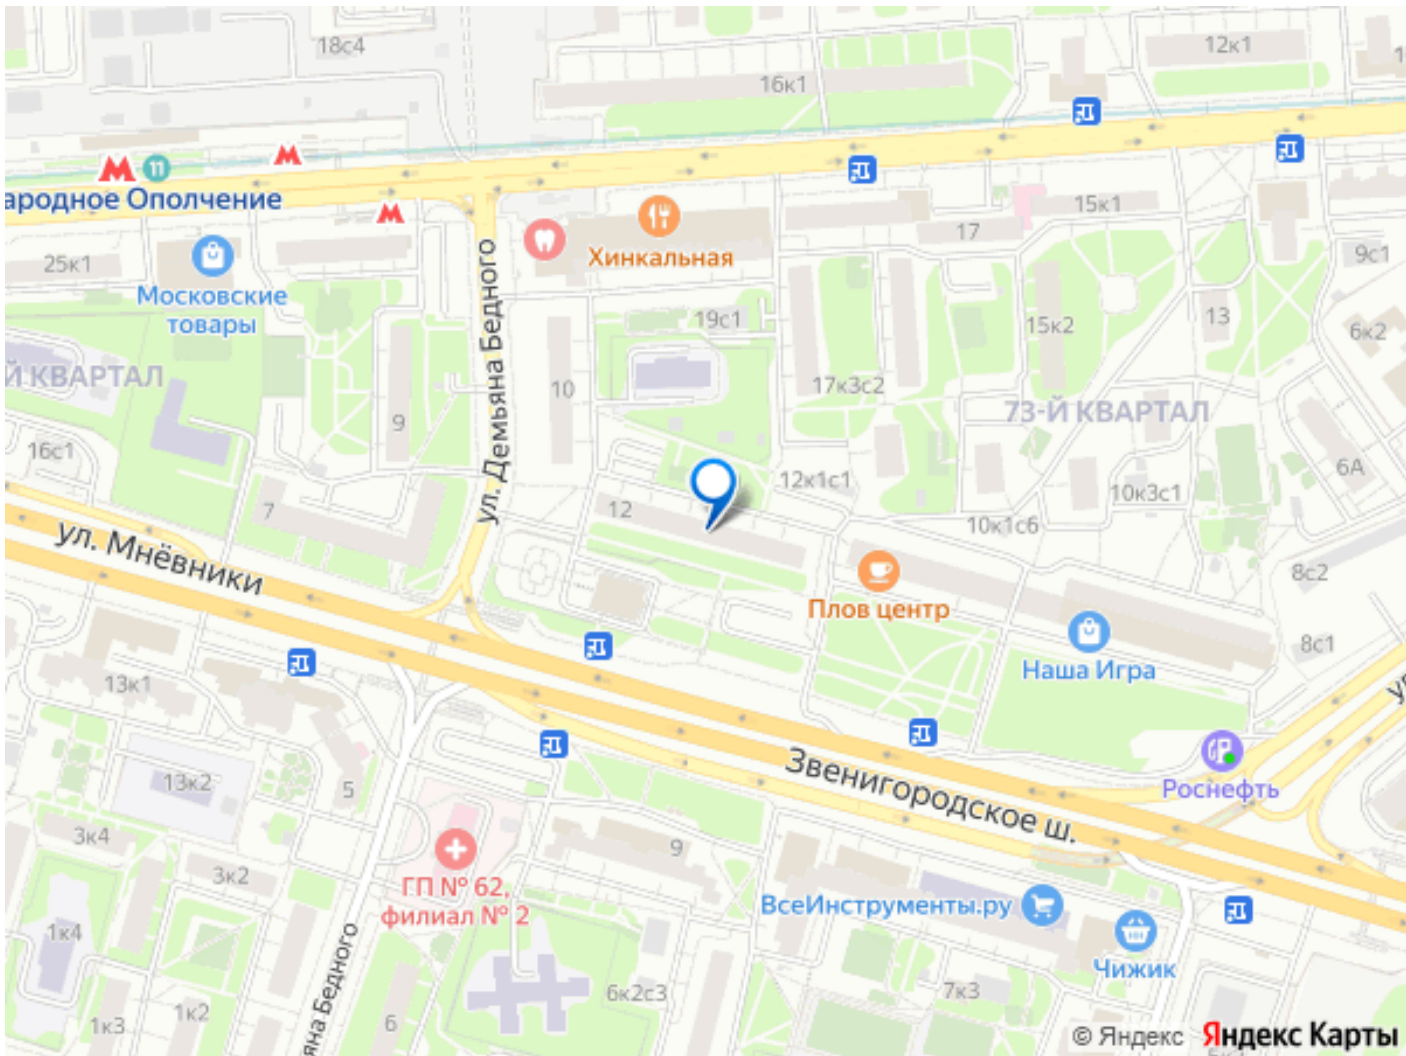 18с4
12к1
16к1
11
ародное Ополчение
25к1
Московские
товары
Хинкальная
15к1
17
9с1
ул. Демьяна Бедного
19с1
15к2
13
6к2
Й КВАРТАЛ
10
17к3с2
73-Й КВАРТАЛ
9
16с1
6А
12к1с1
10к3с1
7
12
10к1с6
ул. Мнёвники
8с2
Плов центр
8с1
Наша Игра
13к1
Звенигородское ш.
13к2
5
Роснефть
3к4
9
3к2
ГП № 62,
филиал № 2
ВсеИнструменты.ру
1к4
Чижик
яна Бедного
6к2с3
7к3
1к3
1к2
6
© Яндекс Яндекс Карты